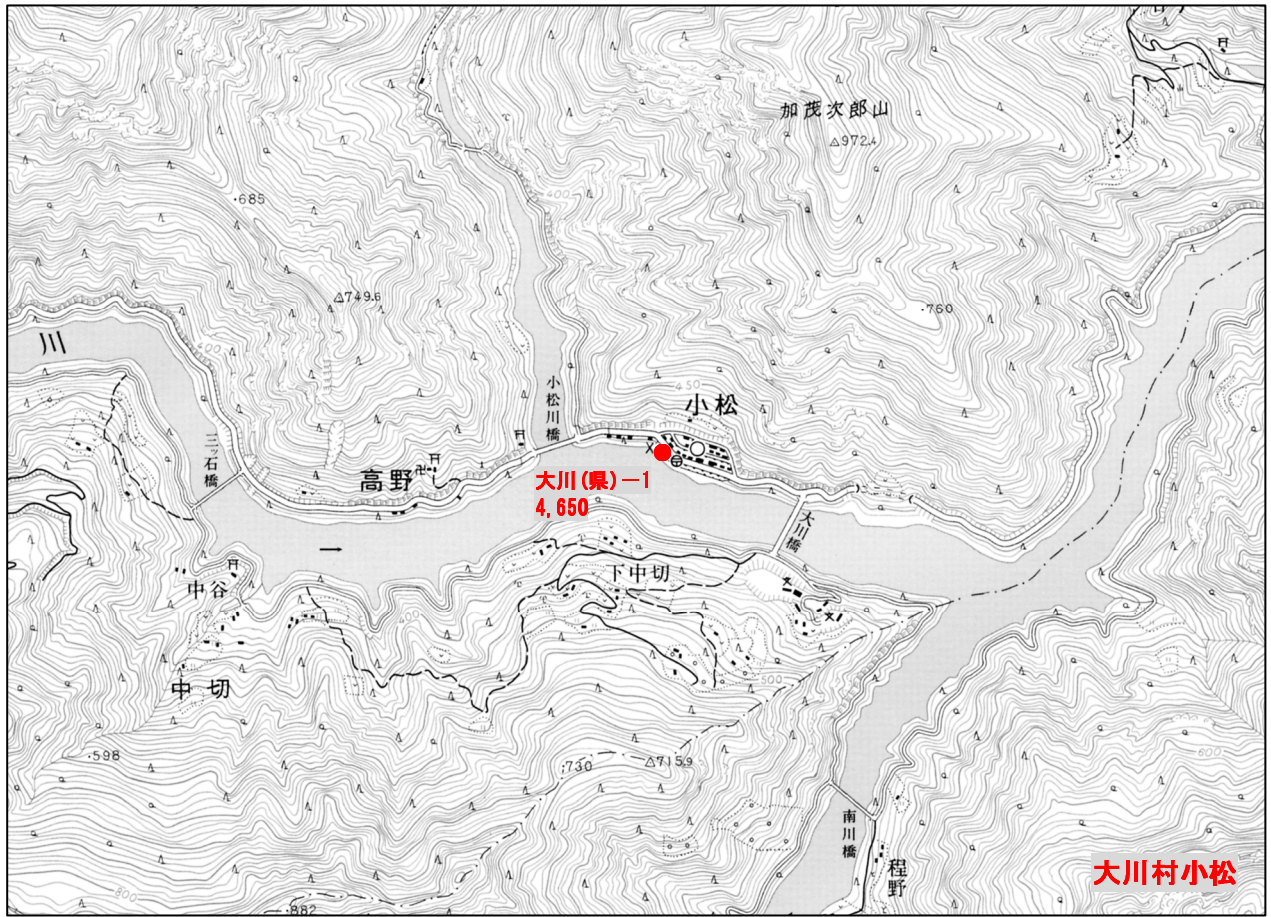 加茂次郎山
972.4
685
400
749.6
760
川
400
小松川橋
450
小松
三ッ石橋
高野
大川(県)－1
4,650
大川橋
下中切
中谷
400
中切
500
598
730
715.9
600
南川橋
程野
大川村小松
800
882